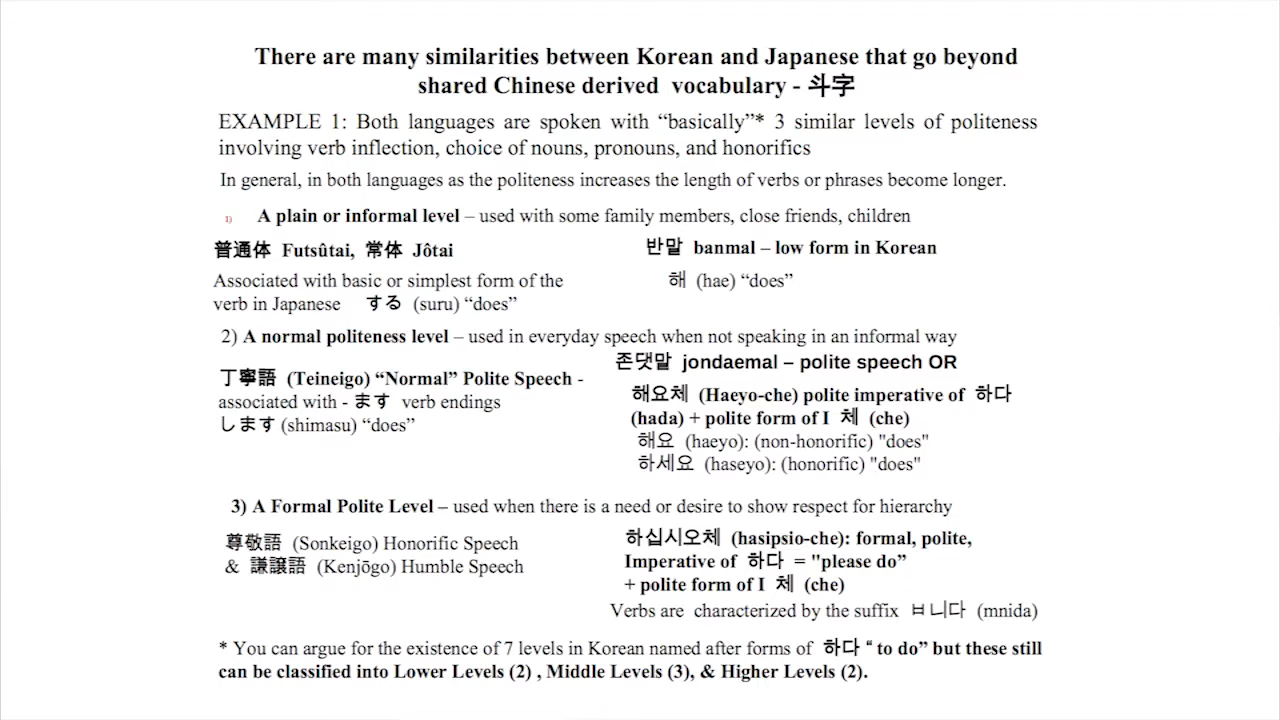 There are many similarities between Korean and Japanese that go beyond
shared Chinese derived vocabulary - 斗字
EXAMPLE 1: Both languages are spoken with “basically”* 3 similar levels of politeness
involving verb inflection, choice of nouns, pronouns, and honorifics
In general, in both languages as the politeness increases the length of verbs or phrases become longer.
1) A plain or informal level – used with some family members, close friends, children
普通体 Futsûtai, 常体 Jôtai
Associated with basic or simplest form of the
verb in Japanese する (suru) “does”
반말 banmal – low form in Korean
해 (hae) “does”
2) A normal politeness level – used in everyday speech when not speaking in an informal way
丁寧語 (Teineigo) “Normal” Polite Speech -
associated with - ます verb endings
します (shimasu) “does”
존댓말 jondaemal – polite speech OR
해요체 (Haeyo-che) polite imperative of 하다
(hada) + polite form of I 체 (che)
해요 (haeyo): (non-honorific) "does"
하세요 (haseyo): (honorific) "does"
3) A Formal Polite Level – used when there is a need or desire to show respect for hierarchy
尊敬語 (Sonkeigo) Honorific Speech
& 謙譲語 (Kenjōgo) Humble Speech
하십시오체 (hasipsio-che): formal, polite,
Imperative of 하다 = "please do”
+ polite form of I 체 (che)
Verbs are characterized by the suffix ㅂ니다 (mnida)
* You can argue for the existence of 7 levels in Korean named after forms of 하다 “ to do” but these still
can be classified into Lower Levels (2) , Middle Levels (3), & Higher Levels (2).